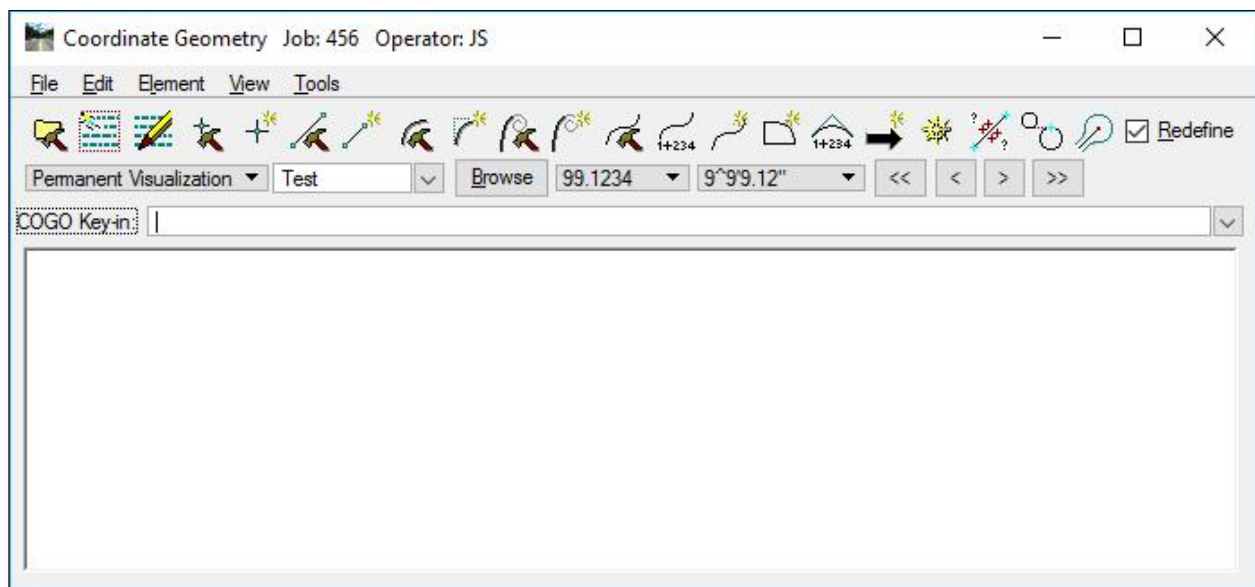 Coordinate Geometry Job: 456 Operator: JS
File Edit Element View Tools
1+234 1+234 ? ? Redefine
Permanent Visualization Test Browse 99.1234 9^9'9.12" << < > >>
COGO Key-in: